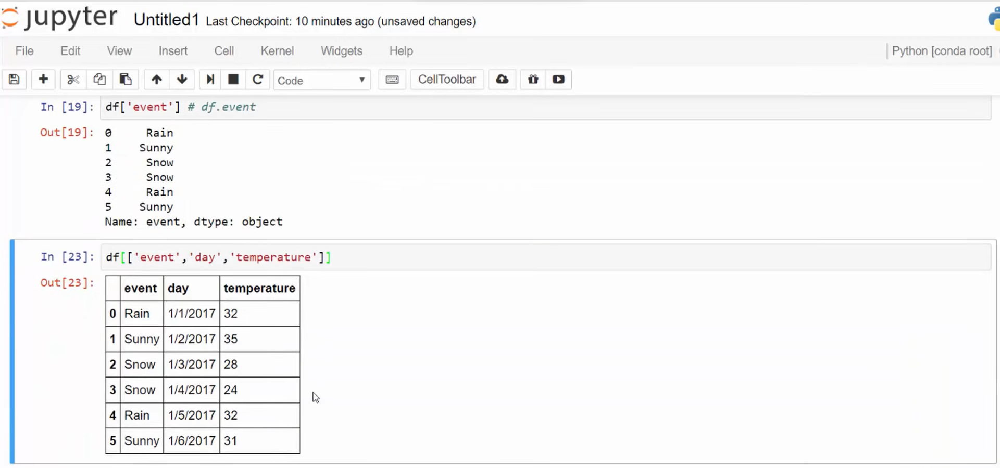 jupyter Untitled1 Last Checkpoint: 10 minutes ago (unsaved changes)
File Edit View Insert Cell Kernel Widgets Help Python [conda root]
Code CellToolbar
In [19]: df['event'] # df.event
Out[19]: 0 Rain
1 Sunny
2 Snow
3 Snow
4 Rain
5 Sunny
Name: event, dtype: object
In [23]: df[['event','day','temperature']]
Out[23]:
event day temperature
0 Rain 1/1/2017 32
1 Sunny 1/2/2017 35
2 Snow 1/3/2017 28
3 Snow 1/4/2017 24
4 Rain 1/5/2017 32
5 Sunny 1/6/2017 31